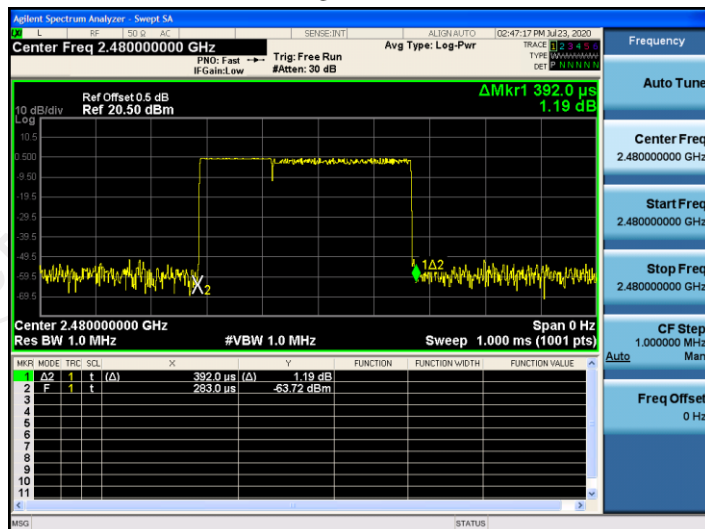 Agilent Spectrum Analyzer - Swept SA
L RF 50 Ω AC SENSE:INT ALIGN AUTO 02:47:17 PM Jul 23, 2020
Center Freq 2.480000000 GHz
PNO: Fast
IFGain:Low
Trig: Free Run
#Atten: 30 dB
Avg Type: Log-Pwr
TRACE 1 2 3 4 5 6
TYPE
DET P N N N N N
Ref Offset 0.5 dB
10 dB/div Ref 20.50 dBm
Log
ΔMkr1 392.0 µs
1.19 dB
10.5
0.500
-9.50
-19.5
-29.5
-39.5
-49.5
-59.5
-69.5
1Δ2
X2
Center 2.480000000 GHz Span 0 Hz
Res BW 1.0 MHz #VBW 1.0 MHz Sweep 1.000 ms (1001 pts)
MKR MODE TRC SCL X Y FUNCTION FUNCTION WIDTH FUNCTION VALUE
1 Δ2 1 t (Δ) 392.0 µs (Δ) 1.19 dB
2 F 1 t 283.0 µs -63.72 dBm
3
4
5
6
7
8
9
10
11
MSG STATUS
Frequency
Auto Tune
Center Freq
2.480000000 GHz
Start Freq
2.480000000 GHz
Stop Freq
2.480000000 GHz
CF Step
1.000000 MHz
Auto Man
Freq Offset
0 Hz